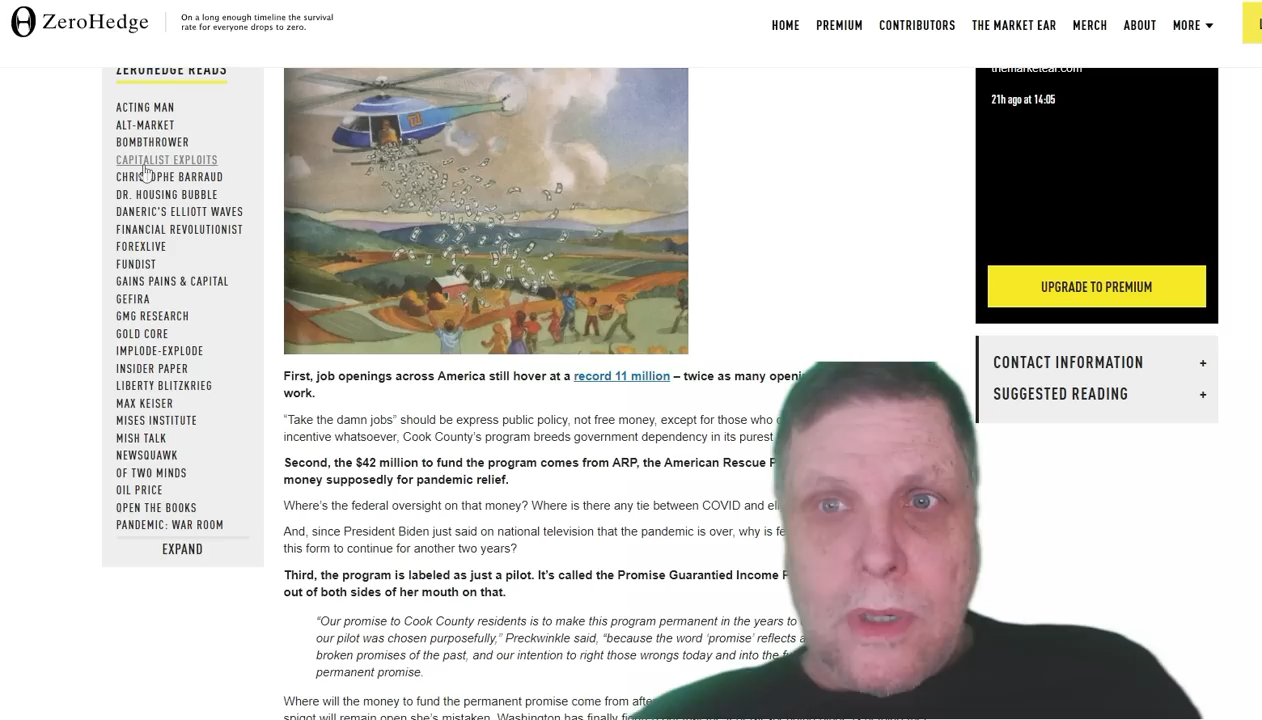 ZeroHedge
On a long enough timeline the survival
rate for everyone drops to zero.
HOME
PREMIUM
CONTRIBUTORS
THE MARKET EAR
MERCH
ABOUT
MORE
ZEROHEDGE READS
ACTING MAN
ALT-MARKET
BOMBTHROWER
CAPITALIST EXPLOITS
CHRISTOPHE BARRAUD
DR. HOUSING BUBBLE
DANERIC'S ELLIOTT WAVES
FINANCIAL REVOLUTIONIST
FOREXLIVE
FUNDIST
GAINS PAINS & CAPITAL
GEFIRA
GMG RESEARCH
GOLD CORE
IMPLODE-EXPLODE
INSIDER PAPER
LIBERTY BLITZKRIEG
MAX KEISER
MISES INSTITUTE
MISH TALK
NEWSQUAWK
OF TWO MINDS
OIL PRICE
OPEN THE BOOKS
PANDEMIC: WAR ROOM
EXPAND
First, job openings across America still hover at a record 11 million – twice as many
work.
“Take the damn jobs” should be express public policy, not free money, except for those who
incentive whatsoever, Cook County's program breeds government dependency in its purest
Second, the $42 million to fund the program comes from ARP, the American Rescue
money supposedly for pandemic relief.
Where's the federal oversight on that money? Where is there any tie between COVID and
And, since President Biden just said on national television that the pandemic is over, why is
this form to continue for another two years?
Third, the program is labeled as just a pilot. It's called the Promise Guarantied Income
out of both sides of her mouth on that.
“Our promise to Cook County residents is to make this program permanent in the years to
our pilot was chosen purposefully,” Preckwinkle said, “because the word ‘promise’ reflects
broken promises of the past, and our intention to right those wrongs today and into the
permanent promise.
Where will the money to fund the permanent promise come from
spigot will remain open she's mistaken. Washington has finally
themarketear.com
21h ago at 14:05
UPGRADE TO PREMIUM
CONTACT INFORMATION +
SUGGESTED READING +